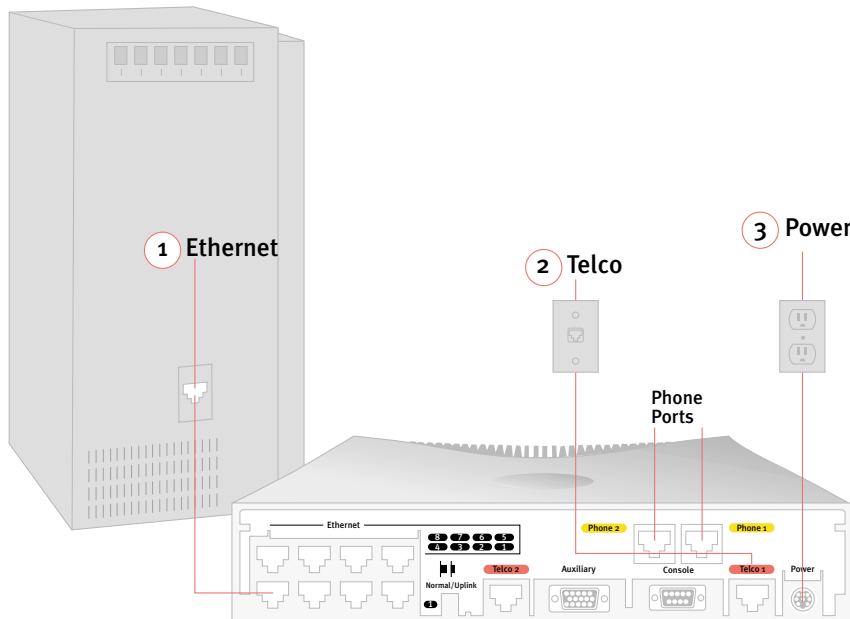 1 Ethernet
2 Telco
3 Power
Phone
Ports
Ethernet
8 7 6 5
4 3 2 1
Phone 2
Phone 1
Normal/Uplink
1
Telco 2
Auxiliary
Console
Telco 1
Power